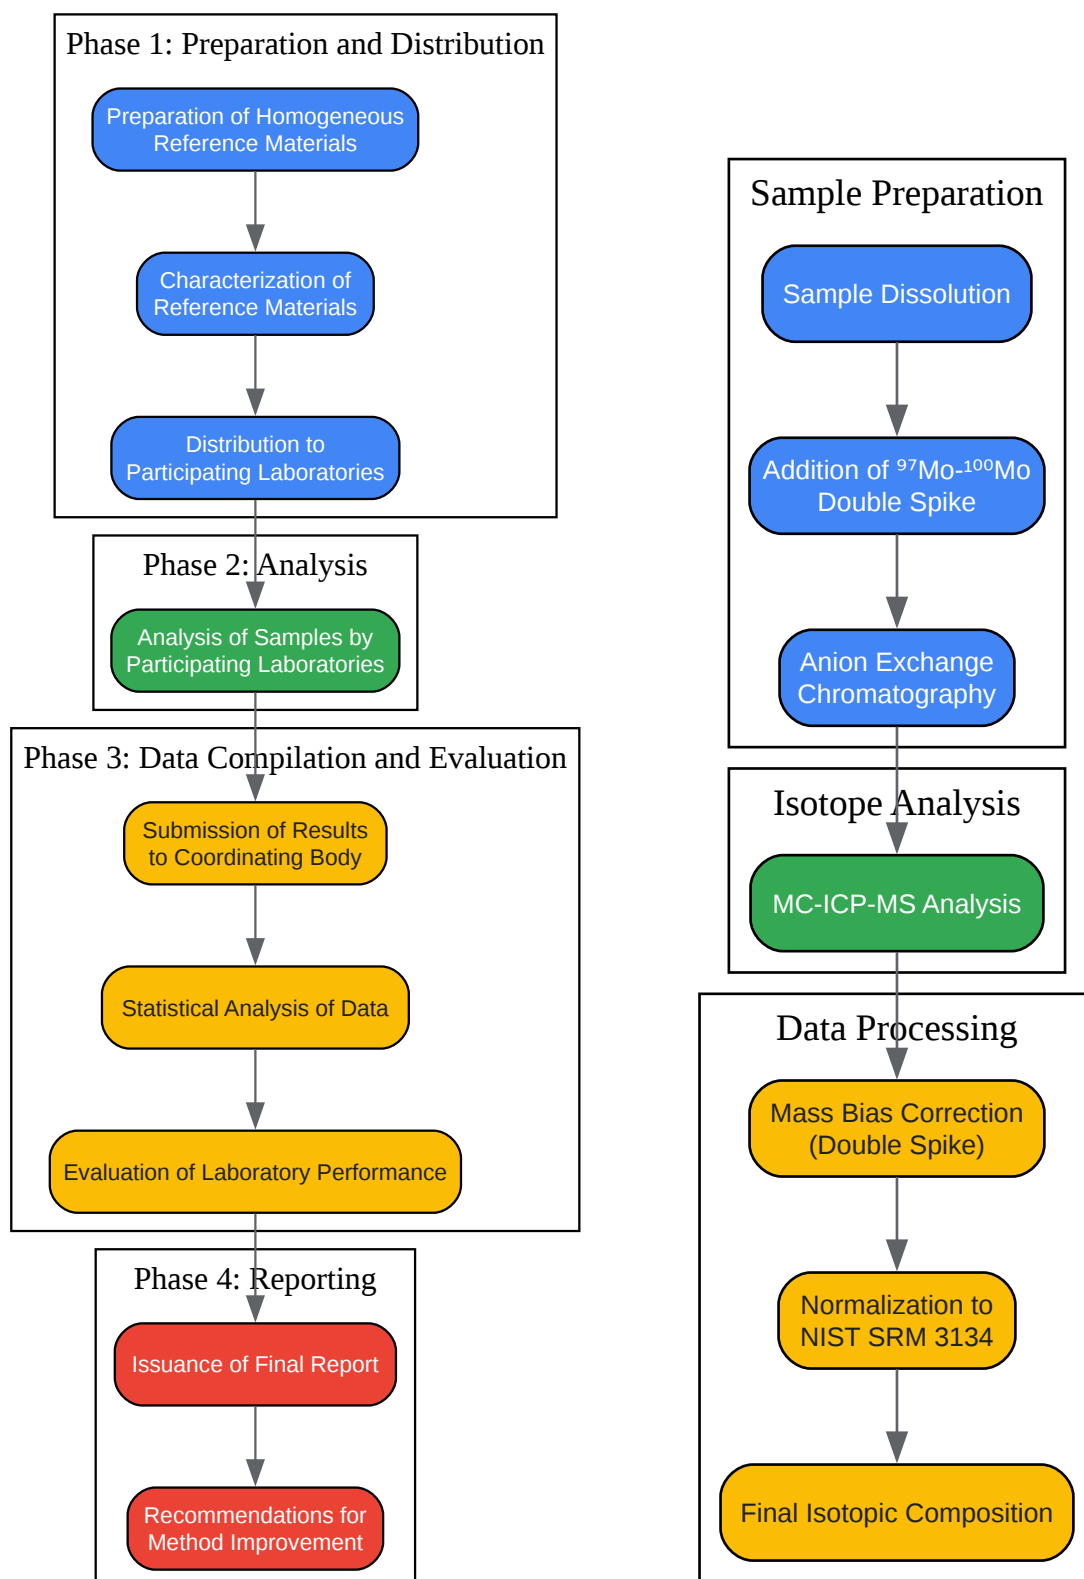 Phase 1: Preparation and Distribution
Preparation of Homogeneous
Reference Materials
Characterization of
Reference Materials
Distribution to
Participating Laboratories
Phase 2: Analysis
Analysis of Samples by
Participating Laboratories
Phase 3: Data Compilation and Evaluation
Submission of Results
to Coordinating Body
Statistical Analysis of Data
Evaluation of Laboratory Performance
Phase 4: Reporting
Issuance of Final Report
Recommendations for
Method Improvement
Sample Preparation
Sample Dissolution
Addition of ⁹⁷Mo-¹⁰⁰Mo
Double Spike
Anion Exchange
Chromatography
Isotope Analysis
MC-ICP-MS Analysis
Data Processing
Mass Bias Correction
(Double Spike)
Normalization to
NIST SRM 3134
Final Isotopic Composition